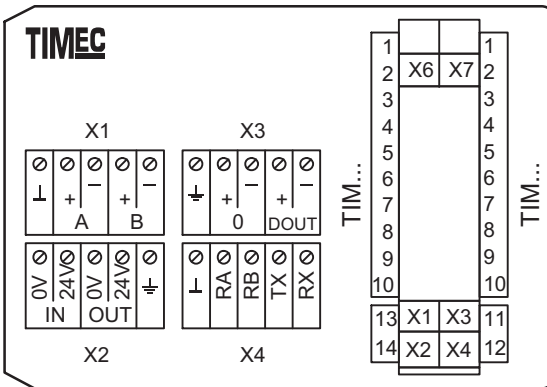 TIMEC
X1
X3
+ − + −
A B
+ − + −
0 DOUT
0V 24V 0V 24V
IN OUT
RA RB TX RX
X2
X4
TIM...
1
2
3
4
5
6
7
8
9
10
13
14
X6 X7
X1 X3
X2 X4
1
2
3
4
5
6
7
8
9
10
11
12
TIM...